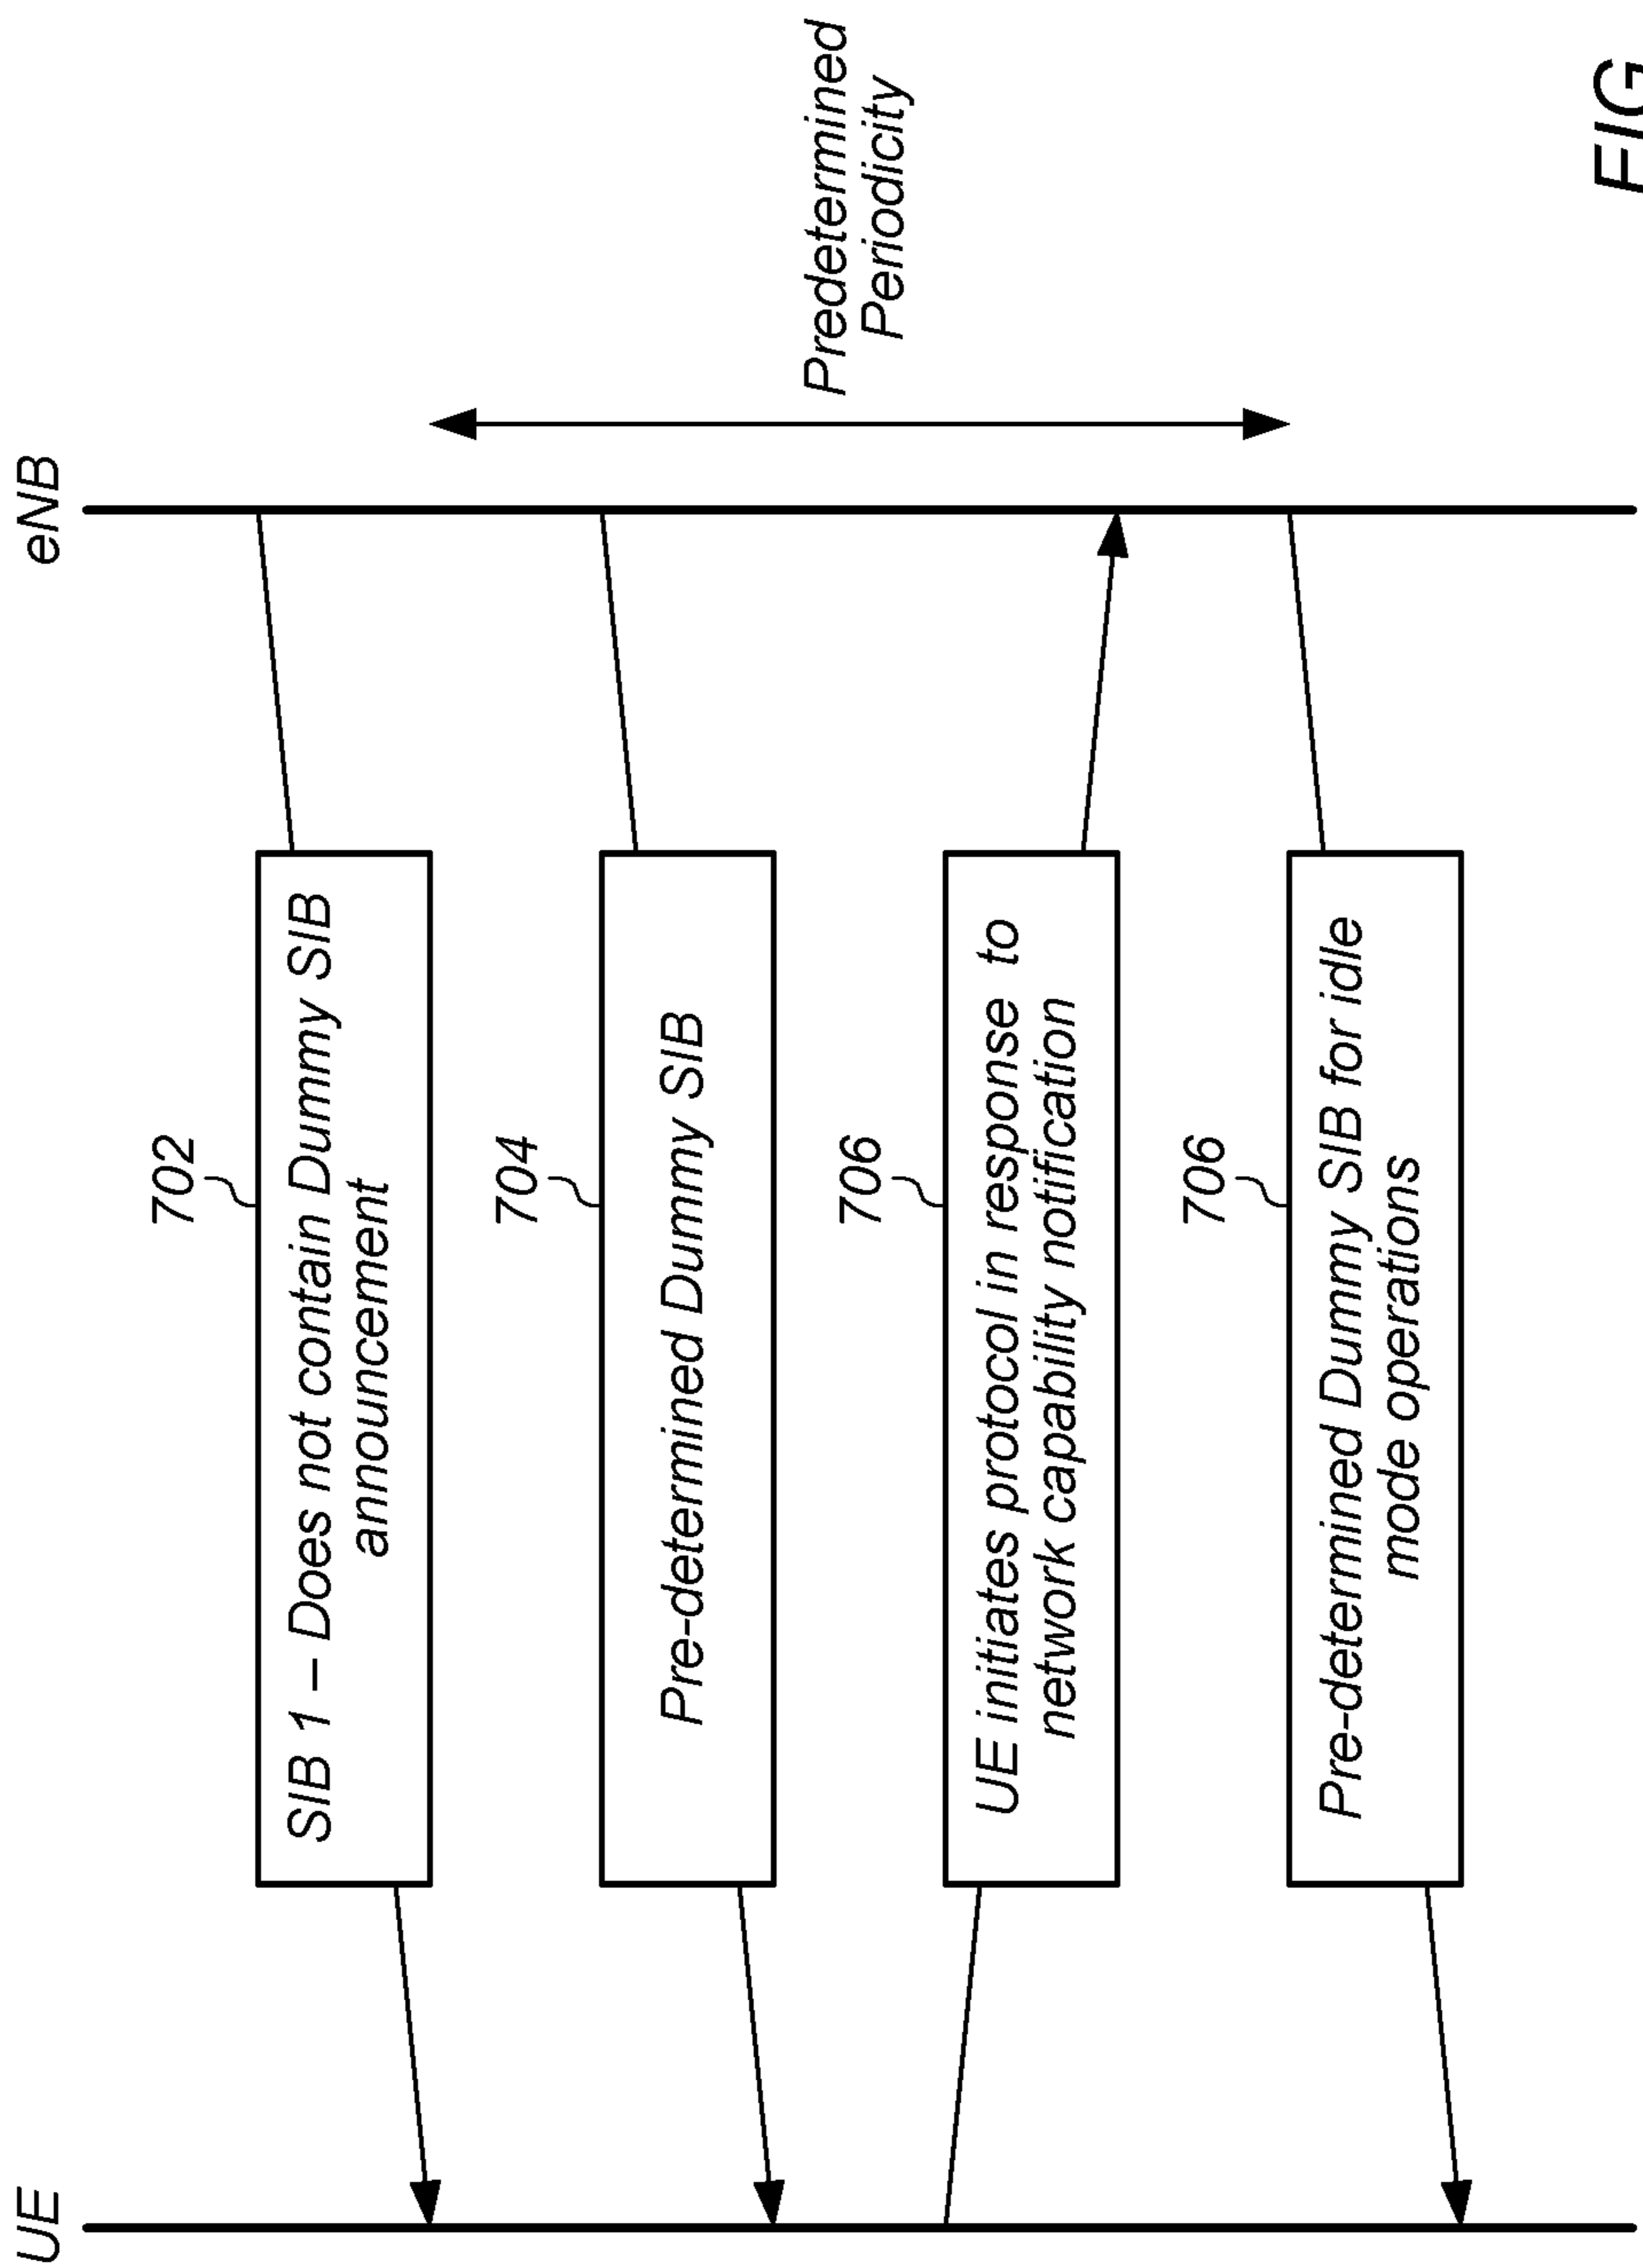 UE
eNB
702
SIB 1 – Does not contain Dummy SIB
announcement
704
Pre-determined Dummy SIB
Predetermined
Periodicity
706
UE initiates protocol in response to
network capability notification
706
Pre-determined Dummy SIB for idle
mode operations
FIG